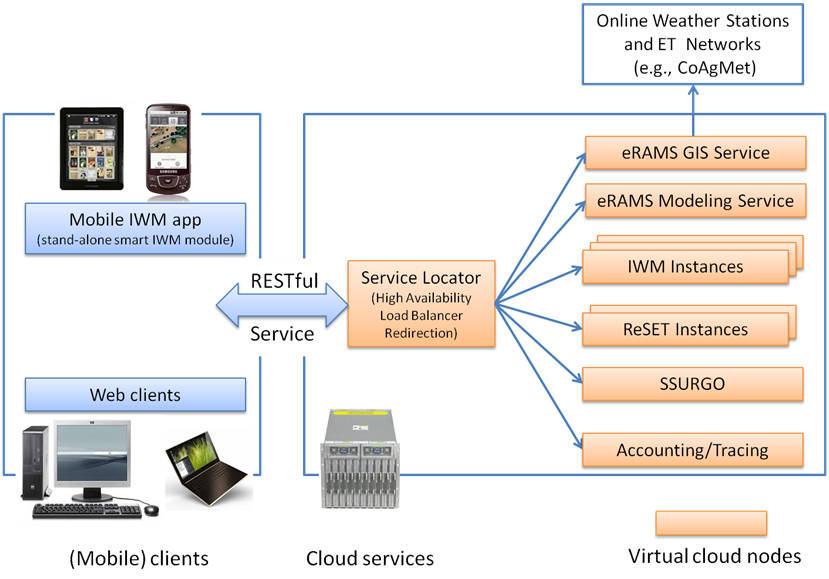 Online Weather Stations
and ET Networks
(e.g., CoAgMet)
SAMSUNG
Mobile IWM app
(stand-alone smart IWM module)
RESTful
Service
Web clients
Service Locator
(High Availability
Load Balancer
Redirection)
eRAMS GIS Service
eRAMS Modeling Service
IWM Instances
ReSET Instances
SSURGO
Accounting/Tracing
(Mobile) clients
Cloud services
Virtual cloud nodes